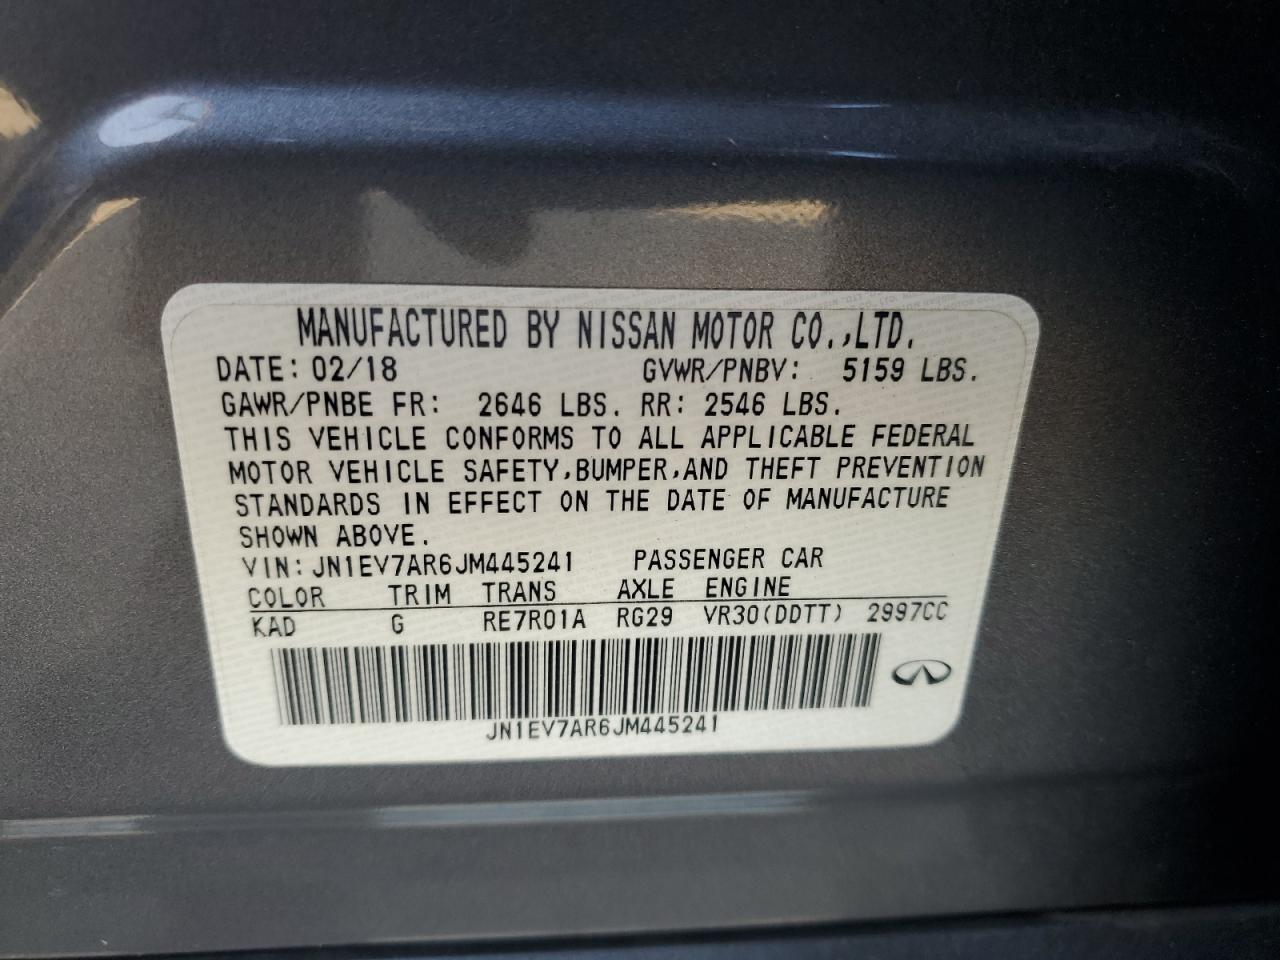 MANUFACTURED BY NISSAN MOTOR CO.,LTD.
DATE: 02/18 GVWR/PNBV: 5159 LBS.
GAWR/PNBE FR: 2646 LBS. RR: 2546 LBS.
THIS VEHICLE CONFORMS TO ALL APPLICABLE FEDERAL
MOTOR VEHICLE SAFETY,BUMPER,AND THEFT PREVENTION
STANDARDS IN EFFECT ON THE DATE OF MANUFACTURE
SHOWN ABOVE.
VIN: JN1EV7AR6JM445241 PASSENGER CAR
COLOR TRIM TRANS AXLE ENGINE
KAD G RE7R01A RG29 VR30(DDTT) 2997CC
JN1EV7AR6JM445241